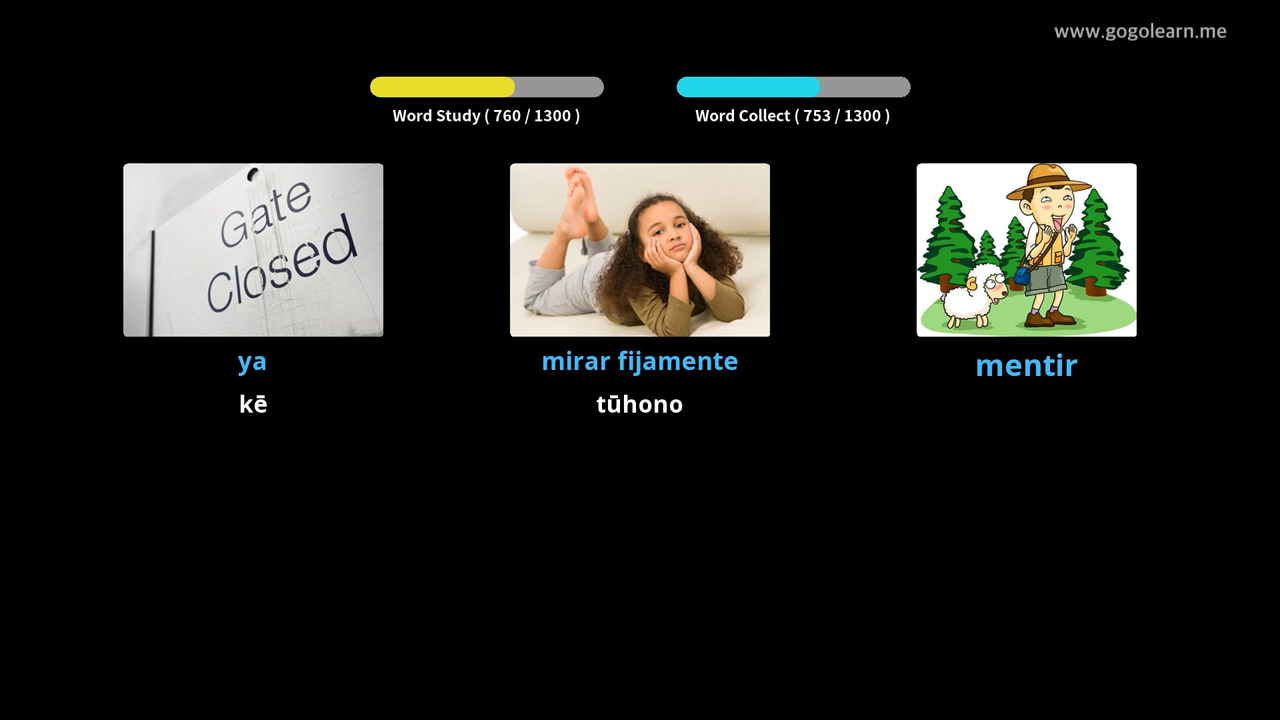 www.gogolearn.me
Word Study ( 760 / 1300 )
Word Collect ( 753 / 1300 )
Gate
Closed
ya
kē
mirar fijamente
tūhono
mentir